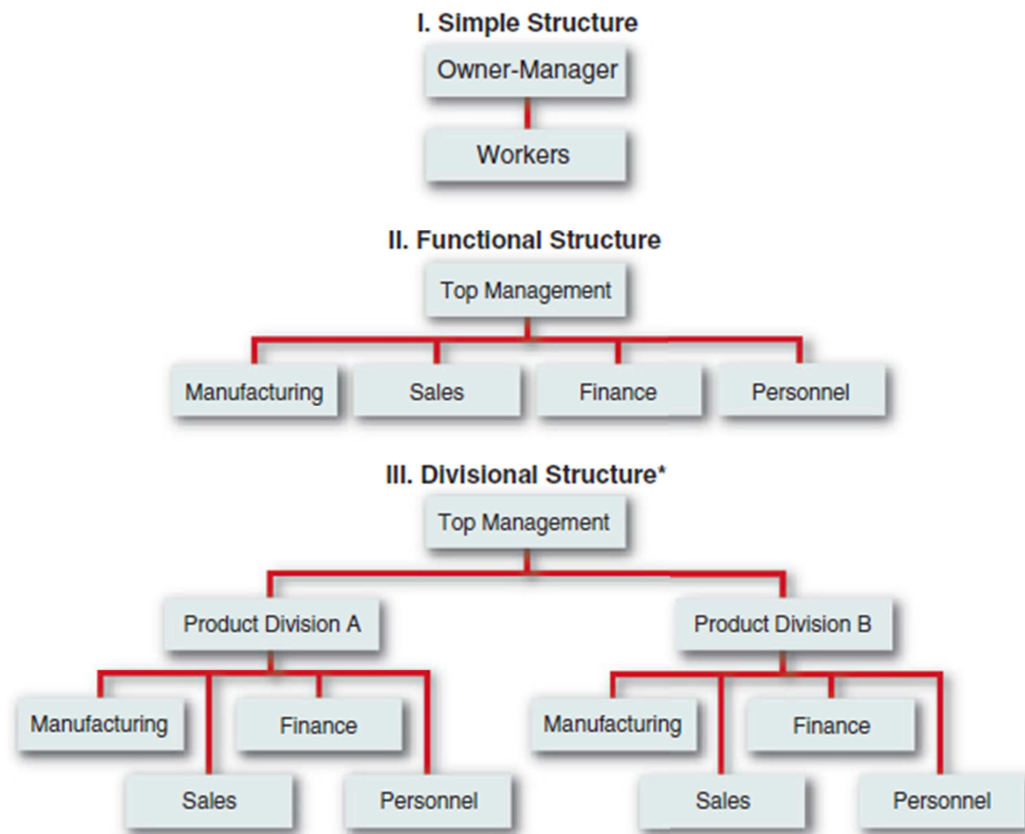 I. Simple Structure
Owner-Manager
Workers
II. Functional Structure
Top Management
Manufacturing
Sales
Finance
Personnel
III. Divisional Structure*
Top Management
Product Division A
Product Division B
Manufacturing
Finance
Manufacturing
Finance
Sales
Personnel
Sales
Personnel